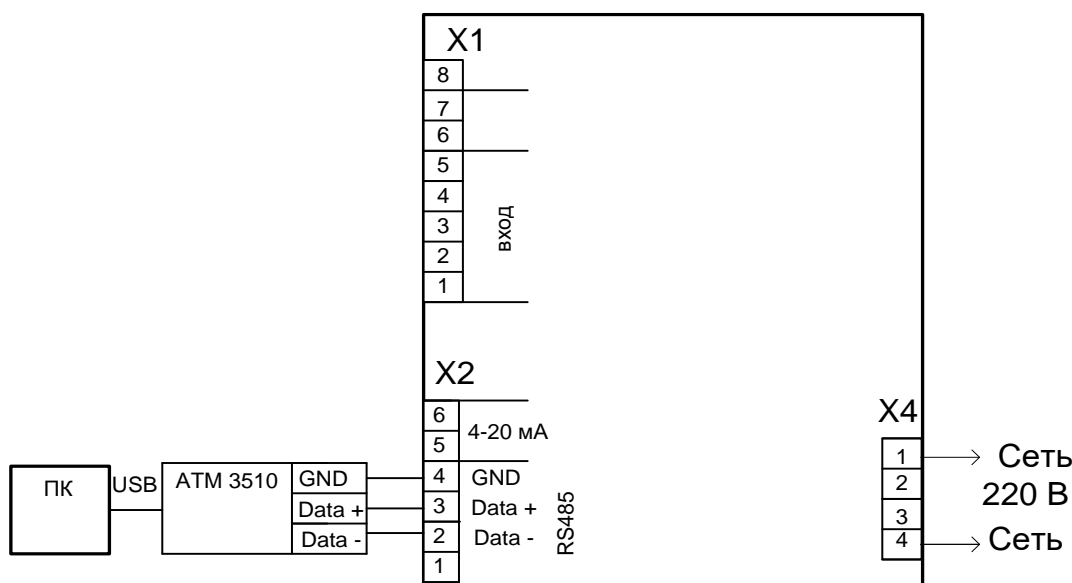 X1
8
7
6
5
4
3
2
1
вход
X2
6
5
4-20 мА
4
GND
3
Data +
2
Data -
1
RS485
ПК
USB
АТМ 3510
GND
Data +
Data -
X4
1
2
3
4
Сеть
220 В
Сеть